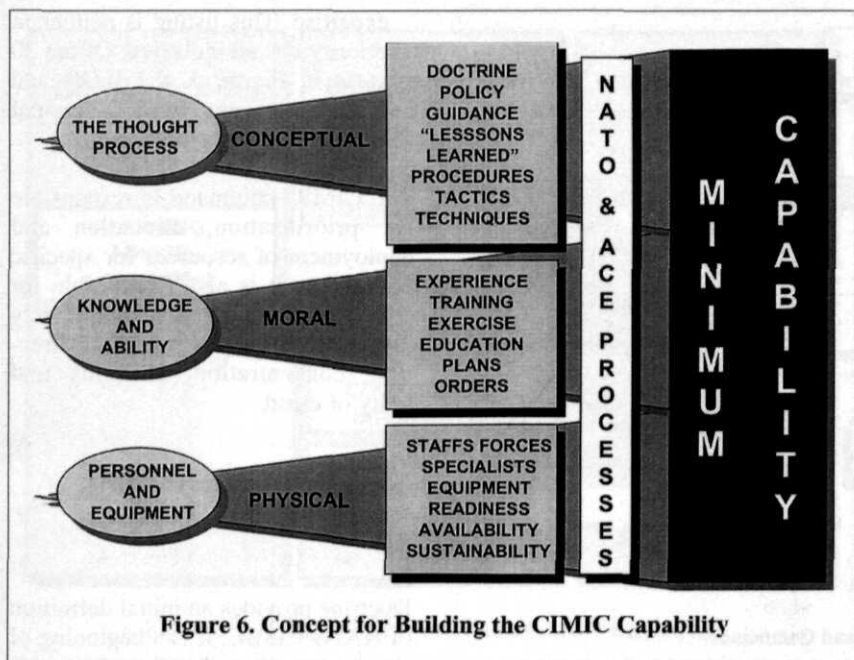 THE THOUGHT
PROCESS
CONCEPTUAL
DOCTRINE
POLICY
GUIDANCE
“LESSSONS
LEARNED”
PROCEDURES
TACTICS
TECHNIQUES
KNOWLEDGE
AND
ABILITY
MORAL
EXPERIENCE
TRAINING
EXERCISE
EDUCATION
PLANS
ORDERS
PERSONNEL
AND
EQUIPMENT
PHYSICAL
STAFFS FORCES
SPECIALISTS
EQUIPMENT
READINESS
AVAILABILITY
SUSTAINABILITY
NATO & ACE PROCESSES
MINIMUM
CAPABILITY
Figure 6. Concept for Building the CIMIC Capability